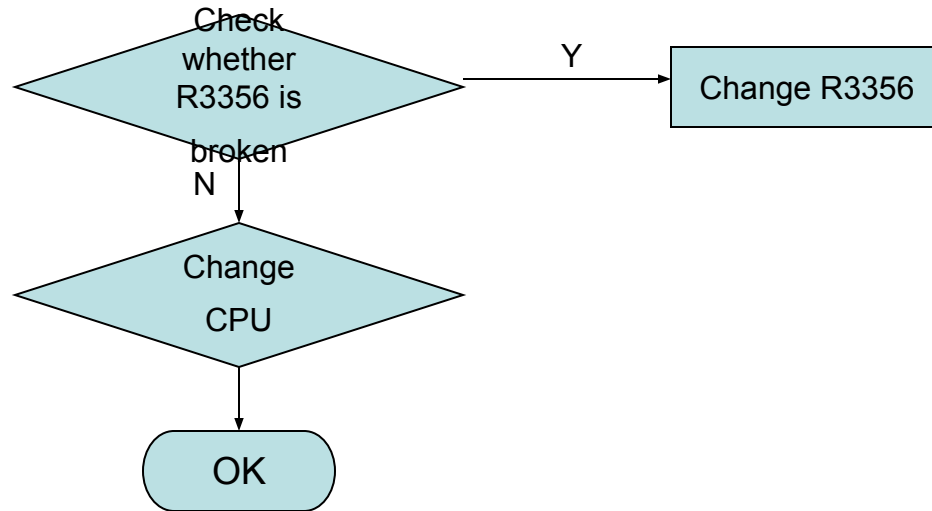 Check
whether
R3356 is
broken
Y
Change R3356
N
Change
CPU
OK